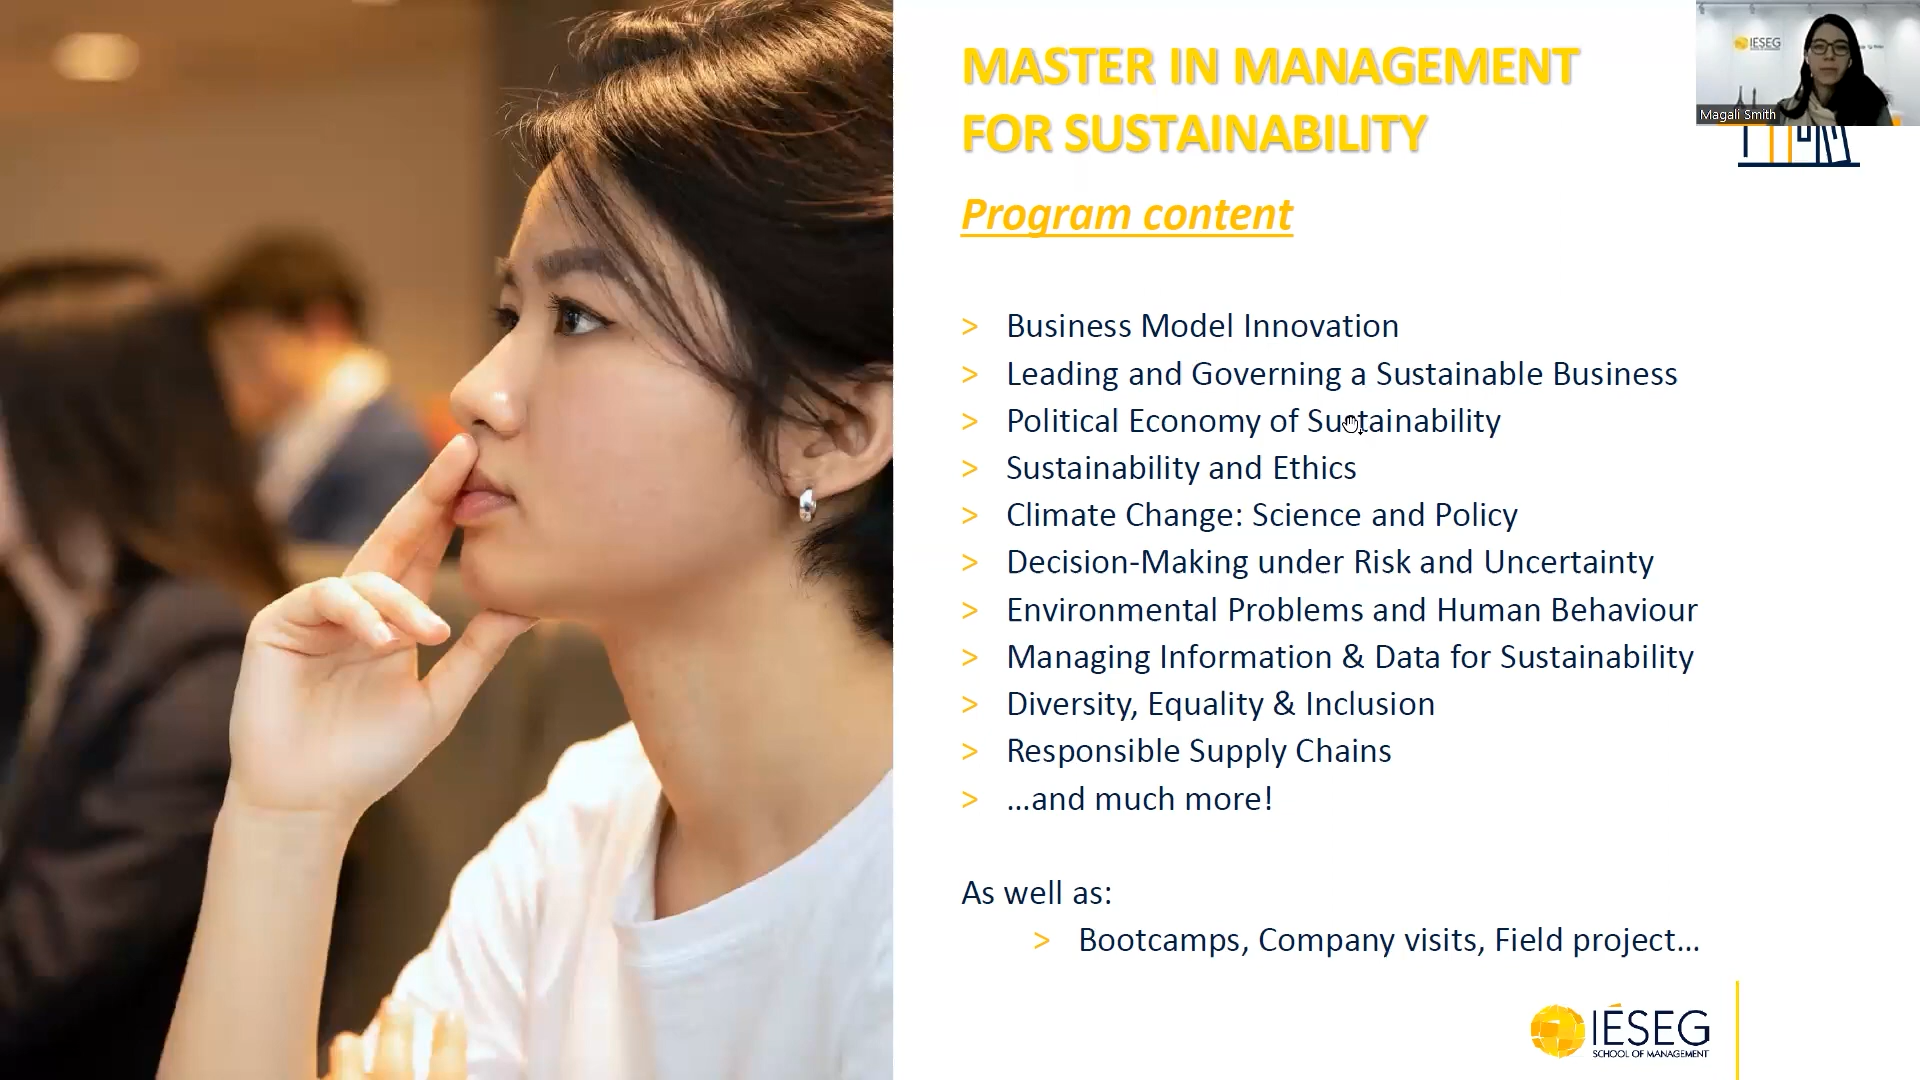 MASTER IN MANAGEMENT
FOR SUSTAINABILITY
IESEG
Magali Smith
Program content
> Business Model Innovation
> Leading and Governing a Sustainable Business
> Political Economy of Sustainability
> Sustainability and Ethics
> Climate Change: Science and Policy
> Decision-Making under Risk and Uncertainty
> Environmental Problems and Human Behaviour
> Managing Information & Data for Sustainability
> Diversity, Equality & Inclusion
> Responsible Supply Chains
> ...and much more!
As well as:
> Bootcamps, Company visits, Field project...
IÉSEG
SCHOOL OF MANAGEMENT